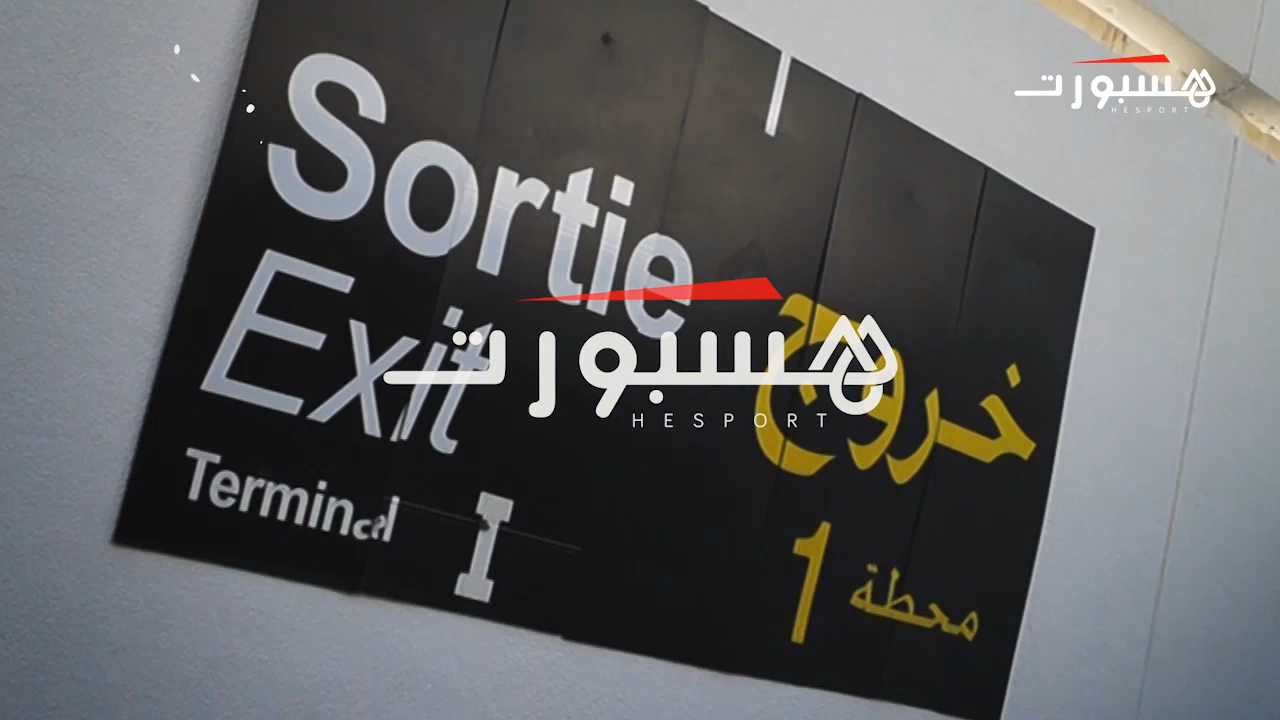 هسبورت
HESPORT
Sortie
Exit
خروج
هسبورت
HESPORT
Terminal I
محطة 1